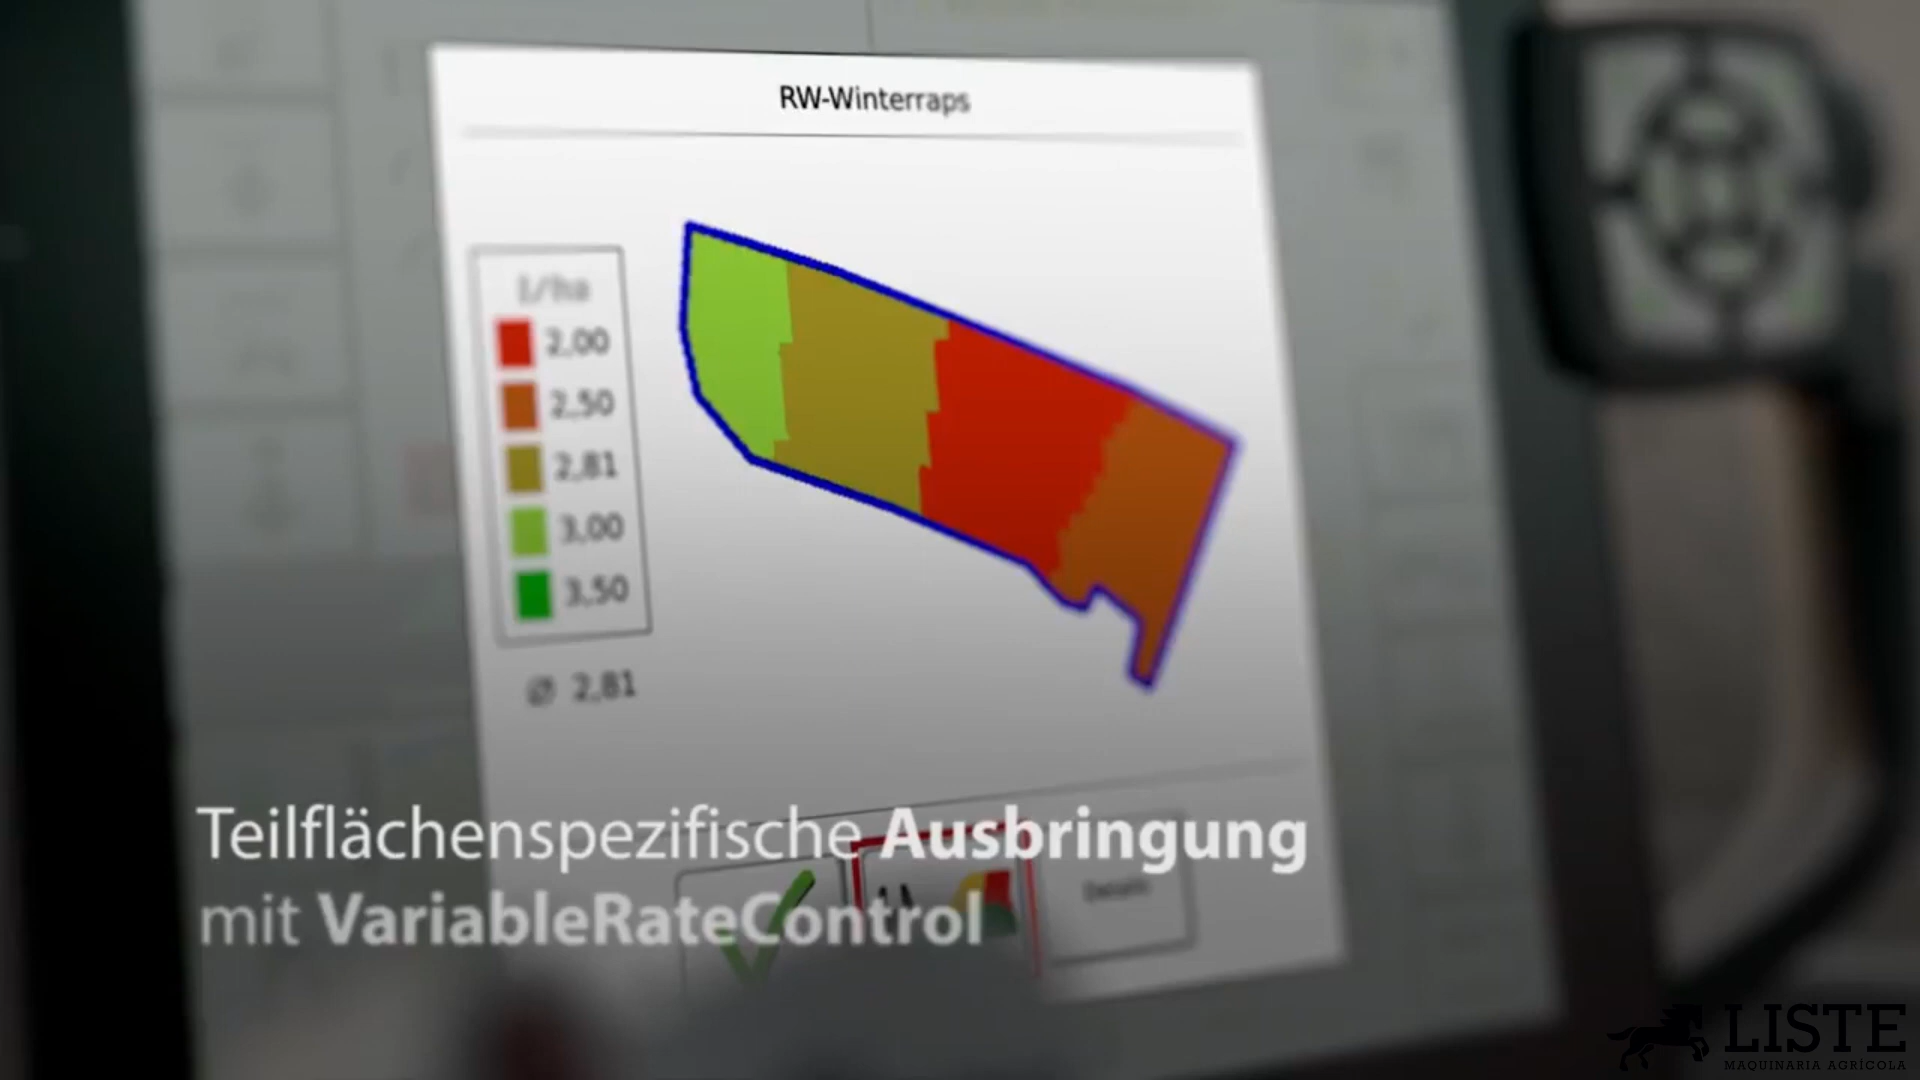 RW-Winterraps
l/ha
2,00
2,50
2,81
3,00
3,50
Ø 2,81
Teilflächenspezifische Ausbringung
mit VariableRateControl
Details
LISTE
MAQUINARIA AGRÍCOLA